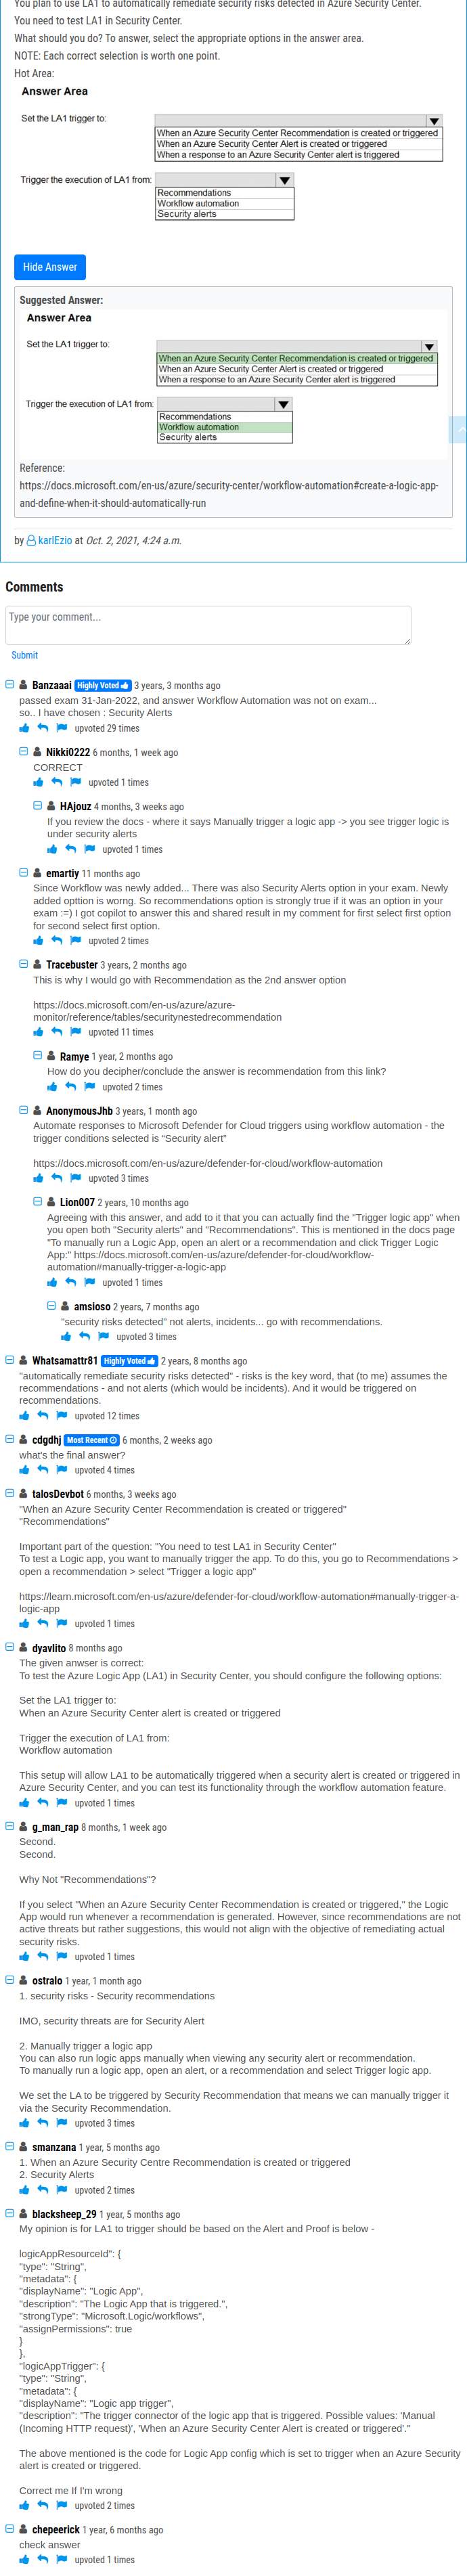 You plan to use LA1 to automatically remediate security risks detected in Azure Security Center.
You need to test LA1 in Security Center.
What should you do? To answer, select the appropriate options in the answer area.
NOTE: Each correct selection is worth one point.
Hot Area:
Answer Area
Set the LA1 trigger to:
When an Azure Security Center Recommendation is created or triggered
When an Azure Security Center Alert is created or triggered
When a response to an Azure Security Center alert is triggered
Trigger the execution of LA1 from:
Recommendations
Workflow automation
Security alerts
Hide Answer
Suggested Answer:
Answer Area
Set the LA1 trigger to:
When an Azure Security Center Recommendation is created or triggered
When an Azure Security Center Alert is created or triggered
When a response to an Azure Security Center alert is triggered
Trigger the execution of LA1 from:
Recommendations
Workflow automation
Security alerts
Reference:
https://docs.microsoft.com/en-us/azure/security-center/workflow-automation#create-a-logic-app-
and-define-when-it-should-automatically-run
by karlEzio at Oct. 2, 2021, 4:24 a.m.
Comments
Type your comment...
Submit
Banzaaai Highly Voted 3 years, 3 months ago
passed exam 31-Jan-2022, and answer Workflow Automation was not on exam...
so.. I have chosen : Security Alerts
upvoted 29 times
Nikki0222 6 months, 1 week ago
CORRECT
upvoted 1 times
HAjouz 4 months, 3 weeks ago
If you review the docs - where it says Manually trigger a logic app -> you see trigger logic is
under security alerts
upvoted 1 times
emartiy 11 months ago
Since Workflow was newly added... There was also Security Alerts option in your exam. Newly
added opttion is worng. So recommendations option is strongly true if it was an option in your
exam :=) I got copilot to answer this and shared result in my comment for first select first option
for second select first option.
upvoted 2 times
Tracebuster 3 years, 2 months ago
This is why I would go with Recommendation as the 2nd answer option
https://docs.microsoft.com/en-us/azure/azure-
monitor/reference/tables/securitynestedrecommendation
upvoted 11 times
Ramye 1 year, 2 months ago
How do you decipher/conclude the answer is recommendation from this link?
upvoted 2 times
AnonymousJhb 3 years, 1 month ago
Automate responses to Microsoft Defender for Cloud triggers using workflow automation - the
trigger conditions selected is "Security alert"
https://docs.microsoft.com/en-us/azure/defender-for-cloud/workflow-automation
upvoted 3 times
Lion007 2 years, 10 months ago
Agreeing with this answer, and add to it that you can actually find the "Trigger logic app" when
you open both "Security alerts" and "Recommendations". This is mentioned in the docs page
"To manually run a Logic App, open an alert or a recommendation and click Trigger Logic
App:" https://docs.microsoft.com/en-us/azure/defender-for-cloud/workflow-
automation#manually-trigger-a-logic-app
upvoted 1 times
amsioso 2 years, 7 months ago
"security risks detected" not alerts, incidents... go with recommendations.
upvoted 3 times
Whatsamattr81 Highly Voted 2 years, 8 months ago
"automatically remediate security risks detected" - risks is the key word, that (to me) assumes the
recommendations - and not alerts (which would be incidents). And it would be triggered on
recommendations.
upvoted 12 times
cdgdhj Most Recent 6 months, 2 weeks ago
what's the final answer?
upvoted 4 times
talosDevbot 6 months, 3 weeks ago
"When an Azure Security Center Recommendation is created or triggered"
"Recommendations"
Important part of the question: "You need to test LA1 in Security Center"
To test a Logic app, you want to manually trigger the app. To do this, you go to Recommendations >
open a recommendation > select "Trigger a logic app"
https://learn.microsoft.com/en-us/azure/defender-for-cloud/workflow-automation#manually-trigger-a-
logic-app
upvoted 1 times
dyavlito 8 months ago
The given anwser is correct:
To test the Azure Logic App (LA1) in Security Center, you should configure the following options:
Set the LA1 trigger to:
When an Azure Security Center alert is created or triggered
Trigger the execution of LA1 from:
Workflow automation
This setup will allow LA1 to be automatically triggered when a security alert is created or triggered in
Azure Security Center, and you can test its functionality through the workflow automation feature.
upvoted 1 times
g_man_rap 8 months, 1 week ago
Second.
Second.
Why Not "Recommendations"?
If you select "When an Azure Security Center Recommendation is created or triggered," the Logic
App would run whenever a recommendation is generated. However, since recommendations are not
active threats but rather suggestions, this would not align with the objective of remediating actual
security risks.
upvoted 1 times
ostralo 1 year, 1 month ago
1. security risks - Security recommendations
IMO, security threats are for Security Alert
2. Manually trigger a logic app
You can also run logic apps manually when viewing any security alert or recommendation.
To manually run a logic app, open an alert, or a recommendation and select Trigger logic app.
We set the LA to be triggered by Security Recommendation that means we can manually trigger it
via the Security Recommendation.
upvoted 3 times
smanzana 1 year, 5 months ago
1. When an Azure Security Centre Recommendation is created or triggered
2. Security Alerts
upvoted 2 times
blacksheep_29 1 year, 5 months ago
My opinion is for LA1 to trigger should be based on the Alert and Proof is below -
logicAppResourceId": {
"type": "String",
"metadata": {
"displayName": "Logic App",
"description": "The Logic App that is triggered.",
"strongType": "Microsoft.Logic/workflows",
"assignPermissions": true
}
},
"logicAppTrigger": {
"type": "String",
"metadata": {
"displayName": "Logic app trigger",
"description": "The trigger connector of the logic app that is triggered. Possible values: 'Manual
(Incoming HTTP request)', 'When an Azure Security Center Alert is created or triggered'."
The above mentioned is the code for Logic App config which is set to trigger when an Azure Security
alert is created or triggered.
Correct me If I'm wrong
upvoted 2 times
chepeerick 1 year, 6 months ago
check answer
upvoted 1 times